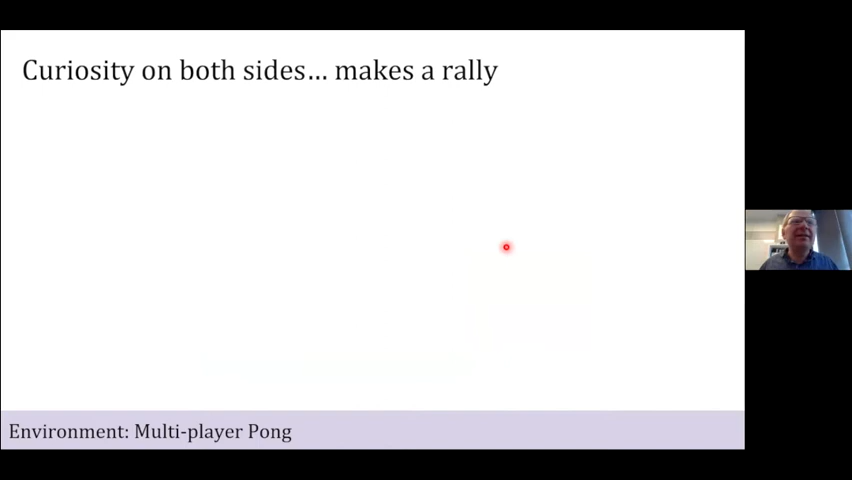 Curiosity on both sides… makes a rally
Environment: Multi-player Pong